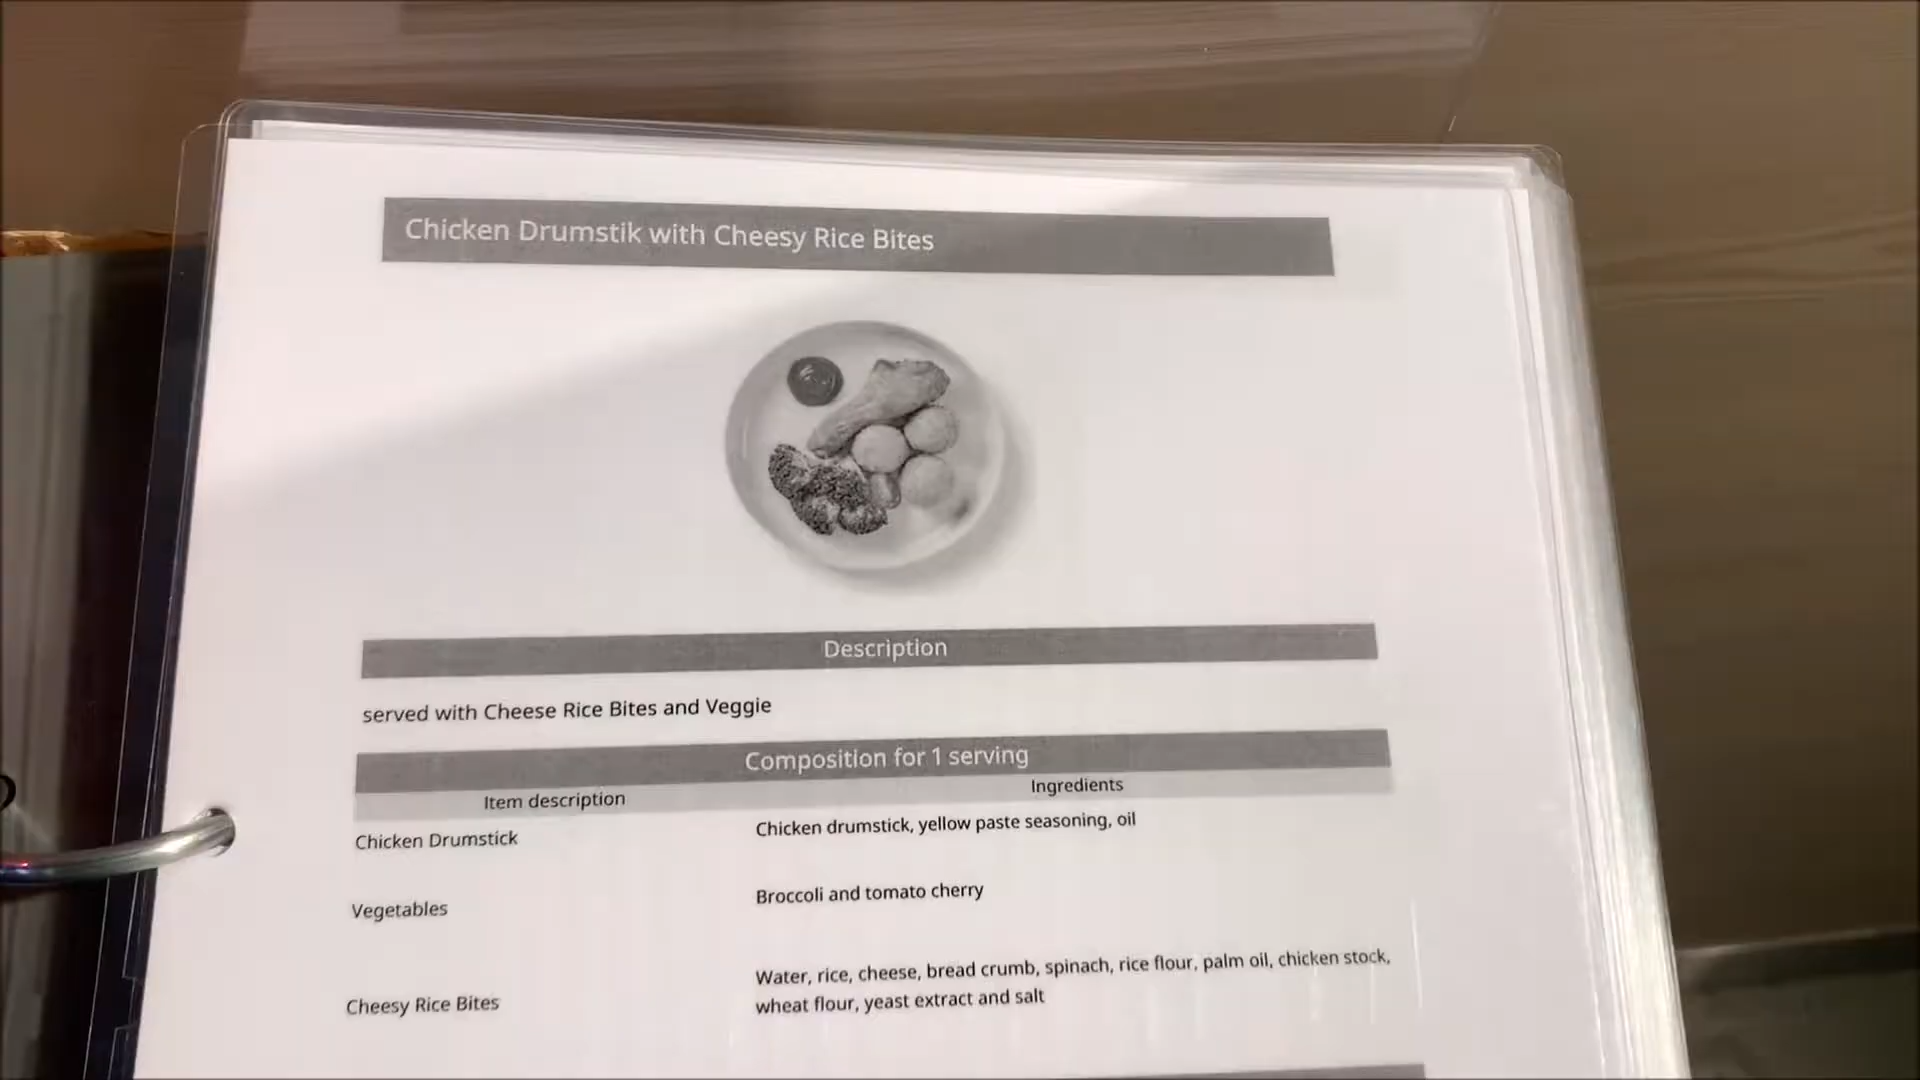 Chicken Drumstik with Cheesy Rice Bites
Description
served with Cheese Rice Bites and Veggie
Composition for 1 serving
Item description Ingredients
Chicken Drumstick Chicken drumstick, yellow paste seasoning, oil
Vegetables Broccoli and tomato cherry
Cheesy Rice Bites Water, rice, cheese, bread crumb, spinach, rice flour, palm oil, chicken stock,
wheat flour, yeast extract and salt